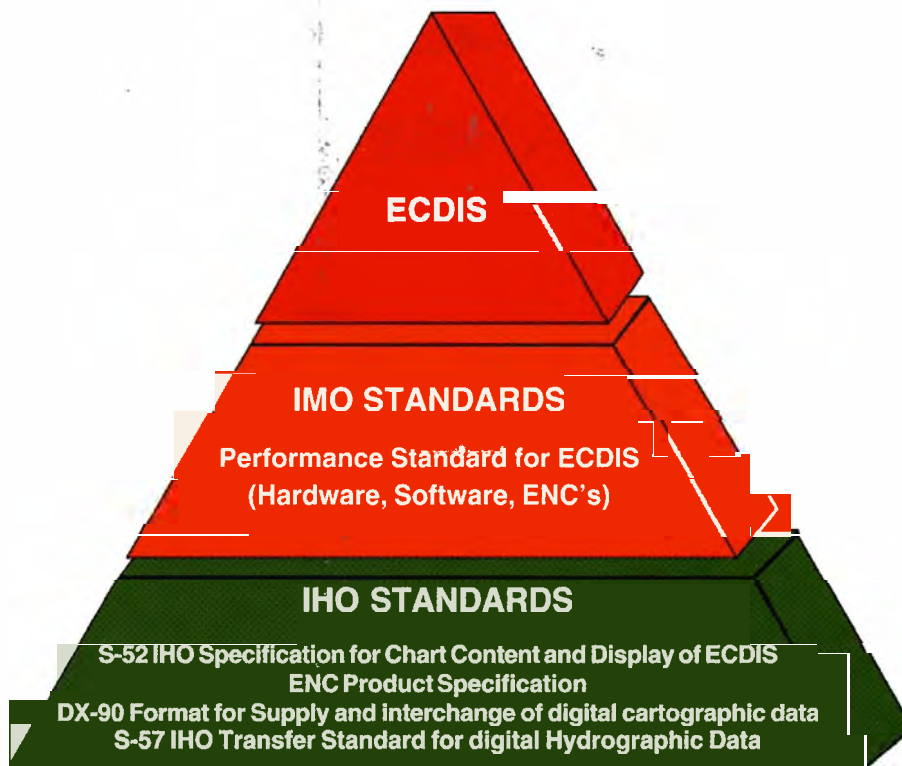 ECDIS
IMO STANDARDS
Performance Standard for ECDIS
(Hardware, Software, ENC's)
IHO STANDARDS
S-52 IHO Specification for Chart Content and Display of ECDIS
ENC Product Specification
DX-90 Format for Supply and interchange of digital cartographic data
S-57 IHO Transfer Standard for digital Hydrographic Data